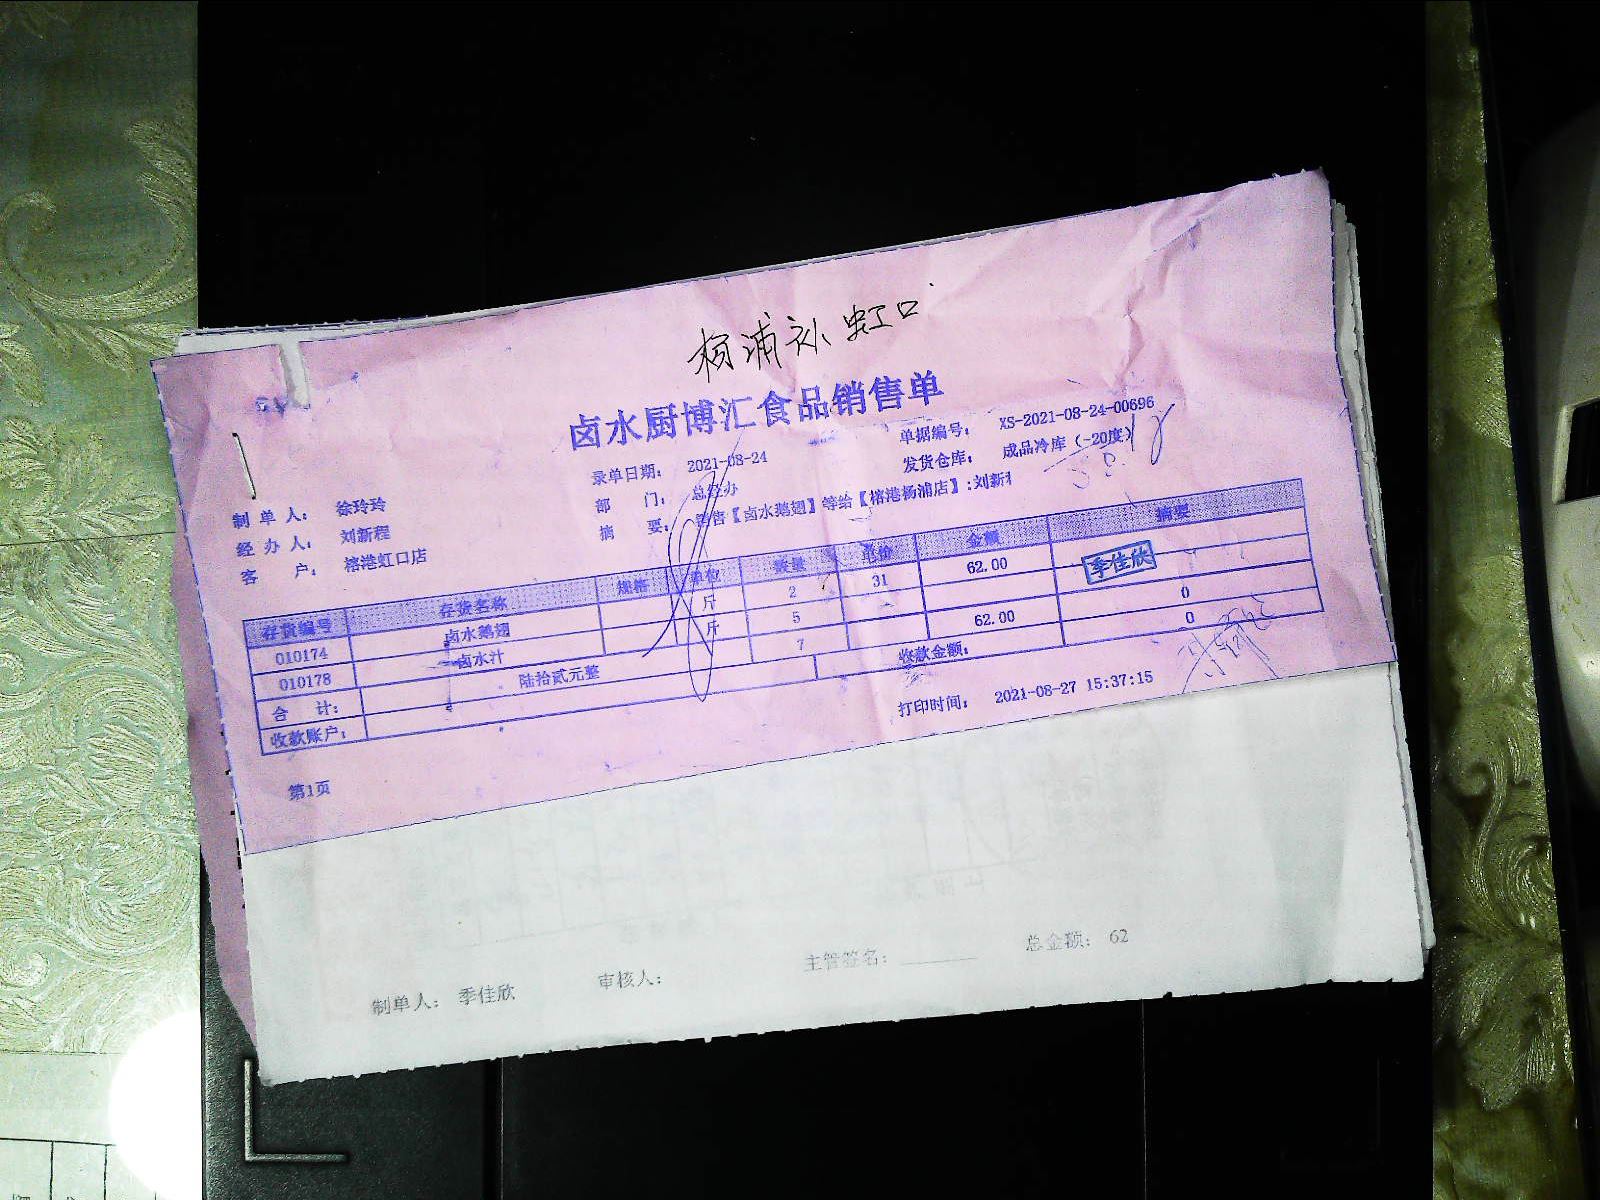 杨浦补虹口
卤水厨博汇食品销售单
录单日期： 2021-08-24 单据编号： XS-2021-08-24-00696
制单人： 徐玲玲 部 门： 总经办 发货仓库： 成品冷库（-20度）
经办人： 刘新程 摘 要： 销售【卤水鹅翅】等给【榕港杨浦店】:刘新
客 户： 榕港虹口店
存货编号 存货名称 规格 单位 数量 单价 金额 摘要
010174 卤水鹅翅 斤 2 31 62.00 季佳欣
010178 卤水汁 斤 5 0
合 计： 陆拾贰元整 7 62.00 0
收款账户： 收款金额：
第1页 打印时间： 2021-08-27 15:37:15
制单人： 季佳欣 审核人： 主管签名： 总金额： 62